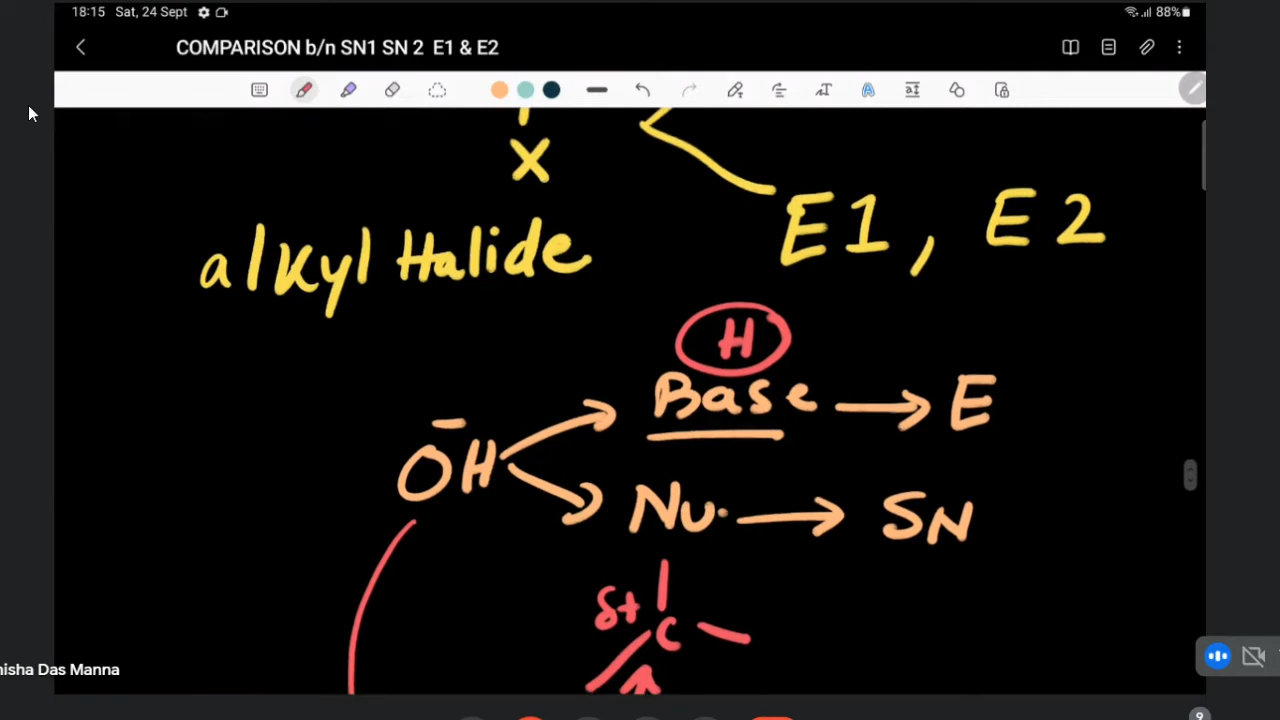 18:15 Sat, 24 Sept 88%
COMPARISON b/n SN1 SN 2 E1 & E2
X
E1, E2
alkyl Halide
H
Base → E
OH
Nu. → SN
δ+
C
isha Das Manna
9